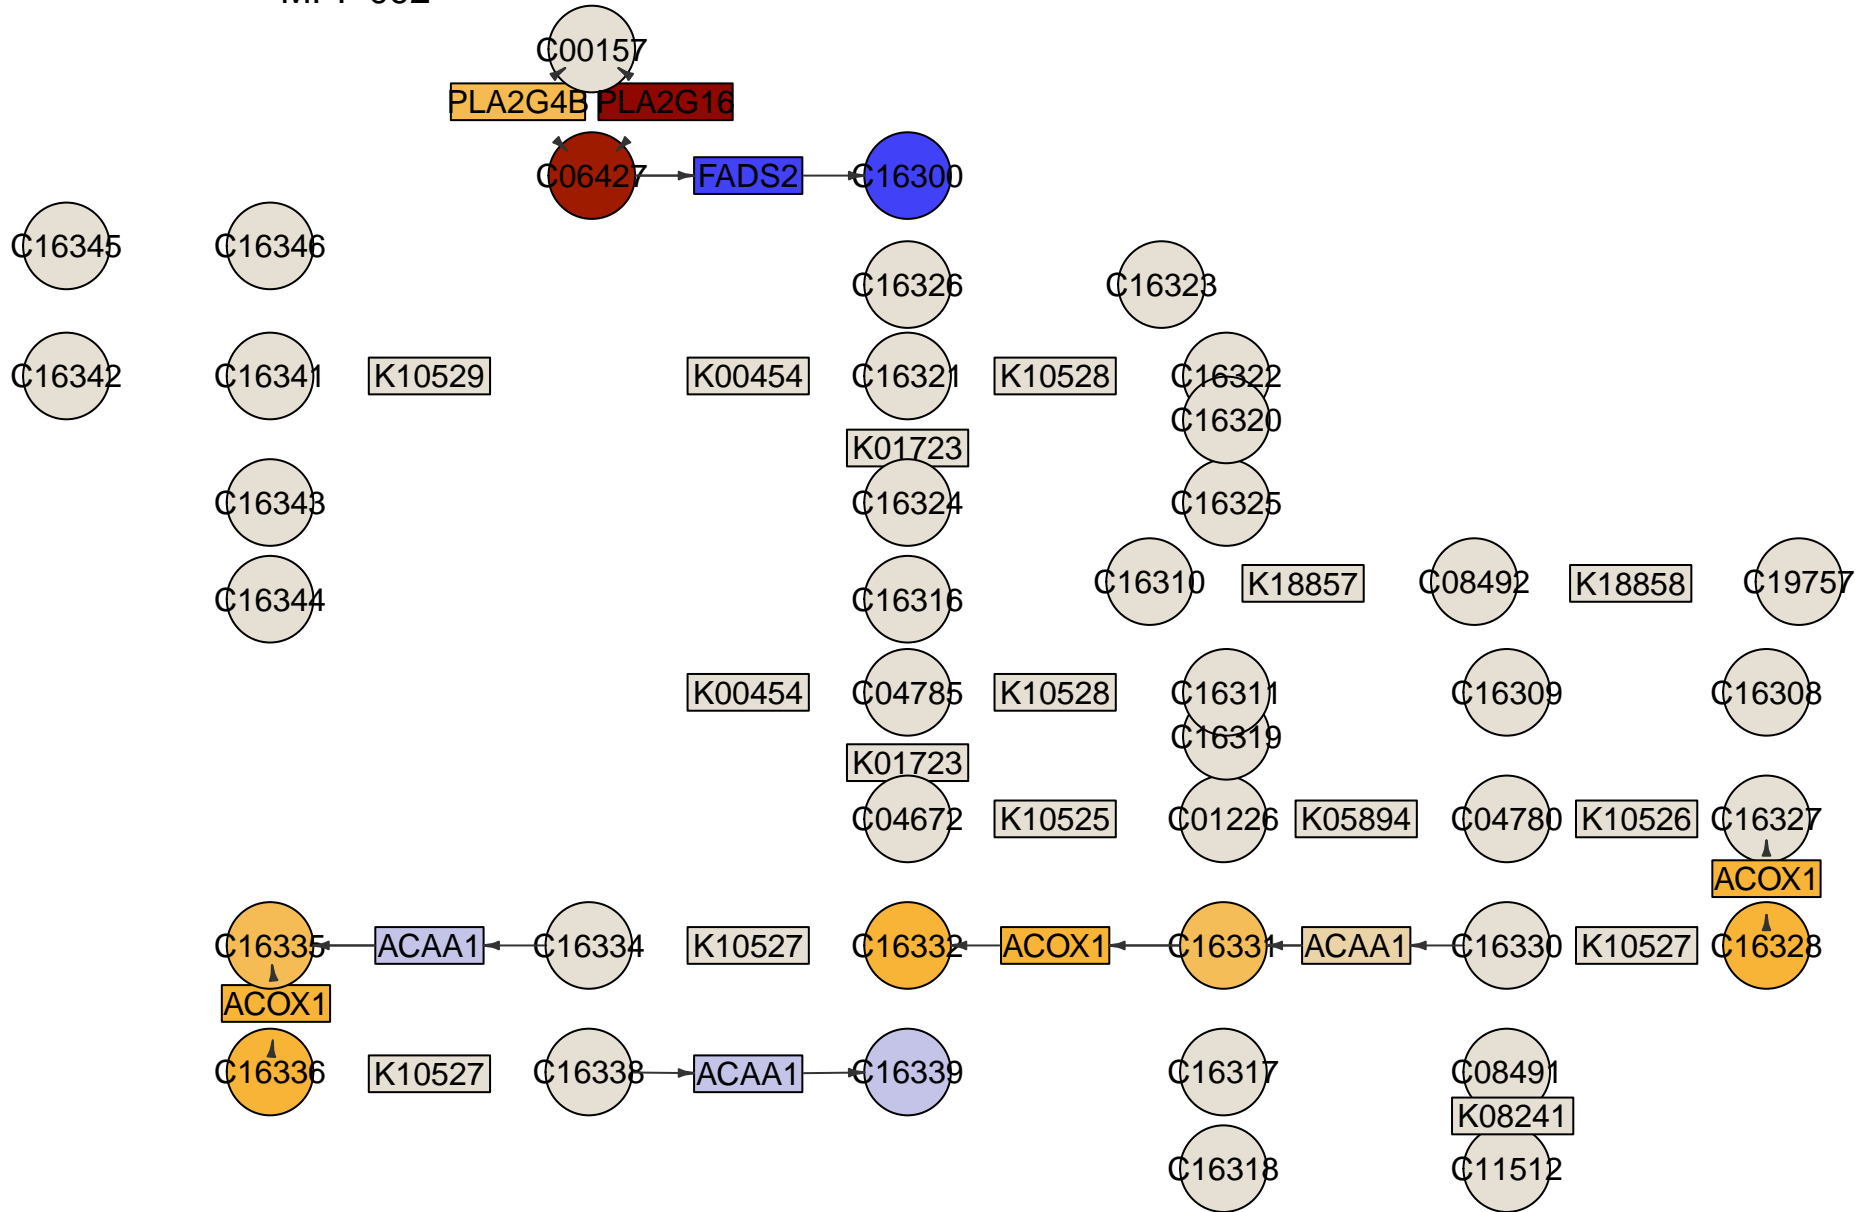 C00157
PLA2G4B PLA2G16
C06427 FADS2 C16300
C16345 C16346
C16326 C16323
C16342 C16341 K10529 K00454 C16321 K10528 C16322
C16320
K01723
C16343 C16324 C16325
C16310 K18857 C08492 K18858 C19757
C16344 C16316
K00454 C04785 K10528 C16311 C16309 C16308
C16319
K01723
C04672 K10525 C01226 K05894 C04780 K10526 C16327
ACOX1
C16335 ACAA1 C16334 K10527 C16332 ACOX1 C16331 ACAA1 C16330 K10527 C16328
ACOX1
C16336 K10527 C16338 ACAA1 C16339 C16317 C08491
K08241
C16318 C11512